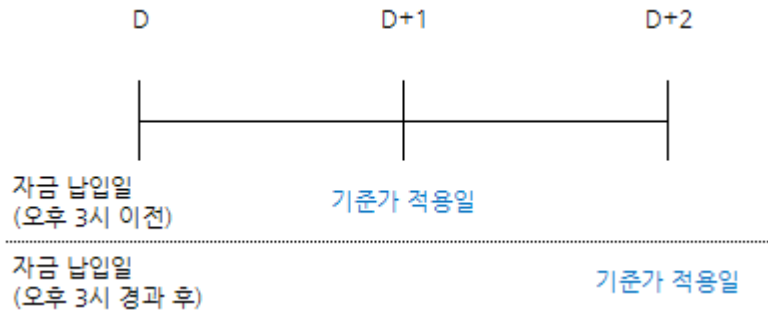 D D+1 D+2
자금 납입일
(오후 3시 이전)
기준가 적용일
자금 납입일
(오후 3시 경과 후)
기준가 적용일